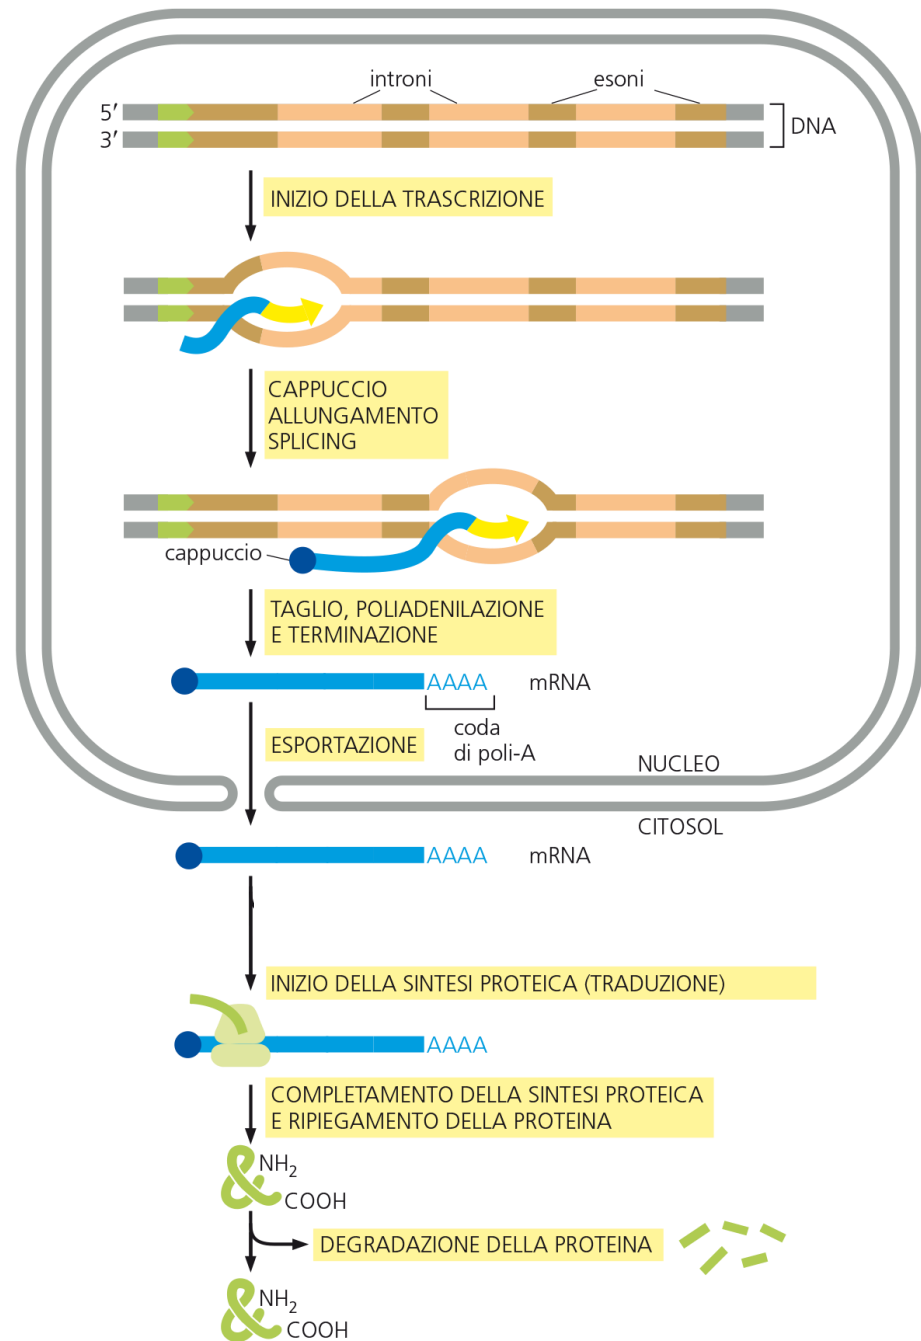 introni
esoni
5′
3′
DNA
INIZIO DELLA TRASCRIZIONE
CAPPUCCIO
ALLUNGAMENTO
SPLICING
cappuccio
TAGLIO, POLIADENILAZIONE
E TERMINAZIONE
AAAA
mRNA
coda
di poli-A
ESPORTAZIONE
NUCLEO
CITOSOL
AAAA
mRNA
INIZIO DELLA SINTESI PROTEICA (TRADUZIONE)
AAAA
COMPLETAMENTO DELLA SINTESI PROTEICA
E RIPIEGAMENTO DELLA PROTEINA
NH₂
COOH
DEGRADAZIONE DELLA PROTEINA
NH₂
COOH